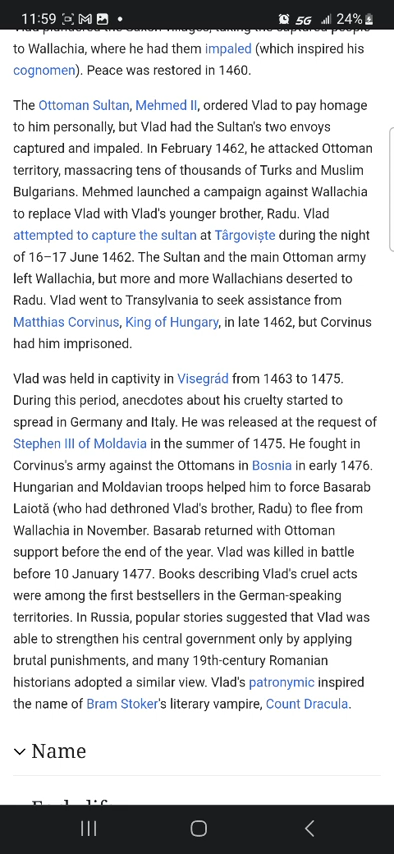 11:59
5G
24%
Vlad plundered the Saxon villages, taking the captured people
to Wallachia, where he had them impaled (which inspired his
cognomen). Peace was restored in 1460.
The Ottoman Sultan, Mehmed II, ordered Vlad to pay homage
to him personally, but Vlad had the Sultan's two envoys
captured and impaled. In February 1462, he attacked Ottoman
territory, massacring tens of thousands of Turks and Muslim
Bulgarians. Mehmed launched a campaign against Wallachia
to replace Vlad with Vlad's younger brother, Radu. Vlad
attempted to capture the sultan at Târgoviște during the night
of 16–17 June 1462. The Sultan and the main Ottoman army
left Wallachia, but more and more Wallachians deserted to
Radu. Vlad went to Transylvania to seek assistance from
Matthias Corvinus, King of Hungary, in late 1462, but Corvinus
had him imprisoned.
Vlad was held in captivity in Visegrád from 1463 to 1475.
During this period, anecdotes about his cruelty started to
spread in Germany and Italy. He was released at the request of
Stephen III of Moldavia in the summer of 1475. He fought in
Corvinus's army against the Ottomans in Bosnia in early 1476.
Hungarian and Moldavian troops helped him to force Basarab
Laiotă (who had dethroned Vlad's brother, Radu) to flee from
Wallachia in November. Basarab returned with Ottoman
support before the end of the year. Vlad was killed in battle
before 10 January 1477. Books describing Vlad's cruel acts
were among the first bestsellers in the German-speaking
territories. In Russia, popular stories suggested that Vlad was
able to strengthen his central government only by applying
brutal punishments, and many 19th-century Romanian
historians adopted a similar view. Vlad's patronymic inspired
the name of Bram Stoker's literary vampire, Count Dracula.
Name